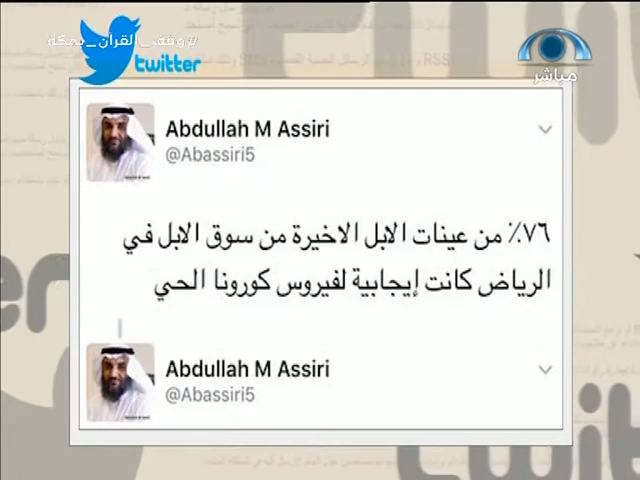 #وقف_القرآن_بمكة
twitter
مباشر
Abdullah M Assiri
@Abassiri5
٧٦٪ من عينات الابل الاخيرة من سوق الابل في
الرياض كانت إيجابية لفيروس كورونا الحي
Abdullah M Assiri
@Abassiri5